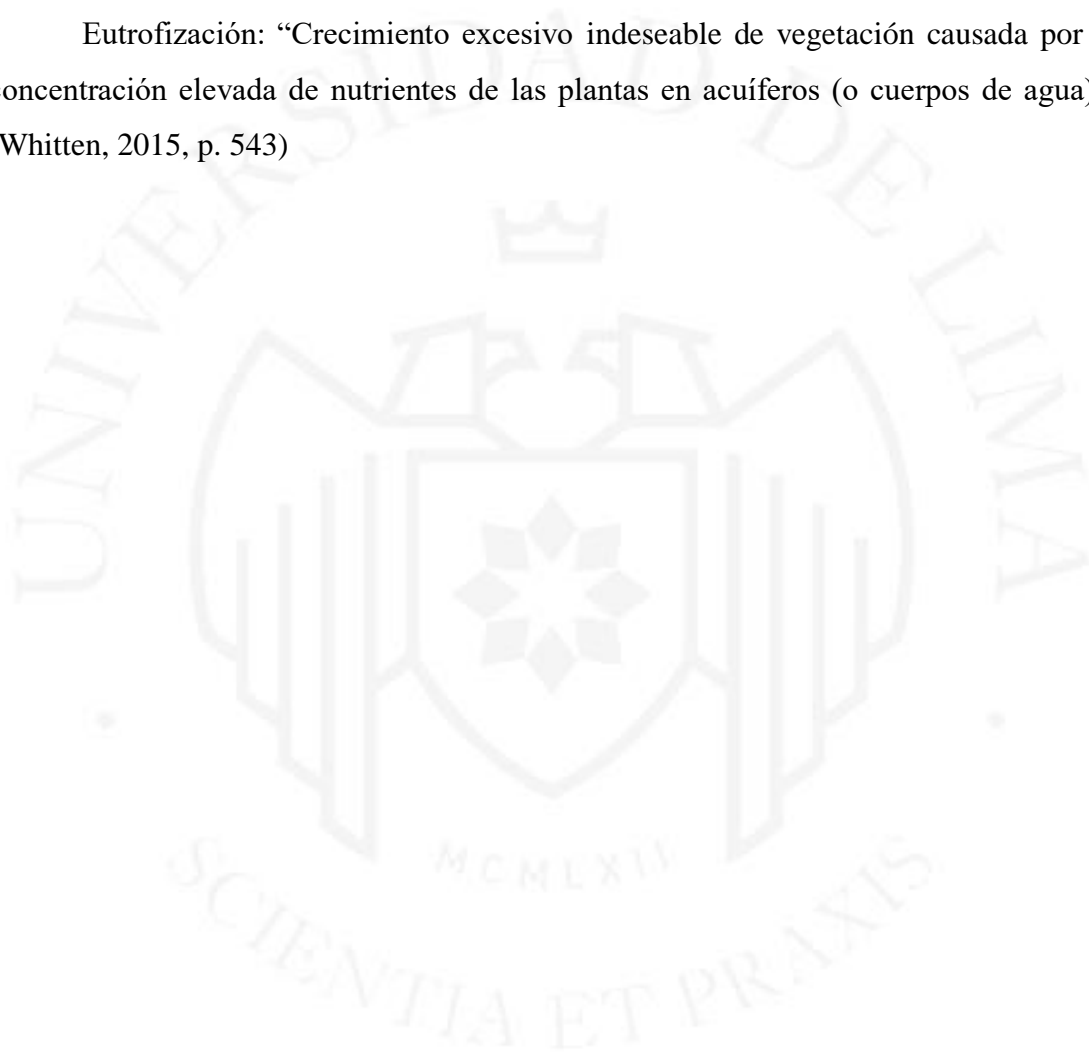 Eutrofización: “Crecimiento excesivo indeseable de vegetación causada por
concentración elevada de nutrientes de las plantas en acuíferos (o cuerpos de agua)
Whitten, 2015, p. 543)
UNIVERSIDAD DE LIMA
MCMLXII
SCIENTIA ET PRAXIS